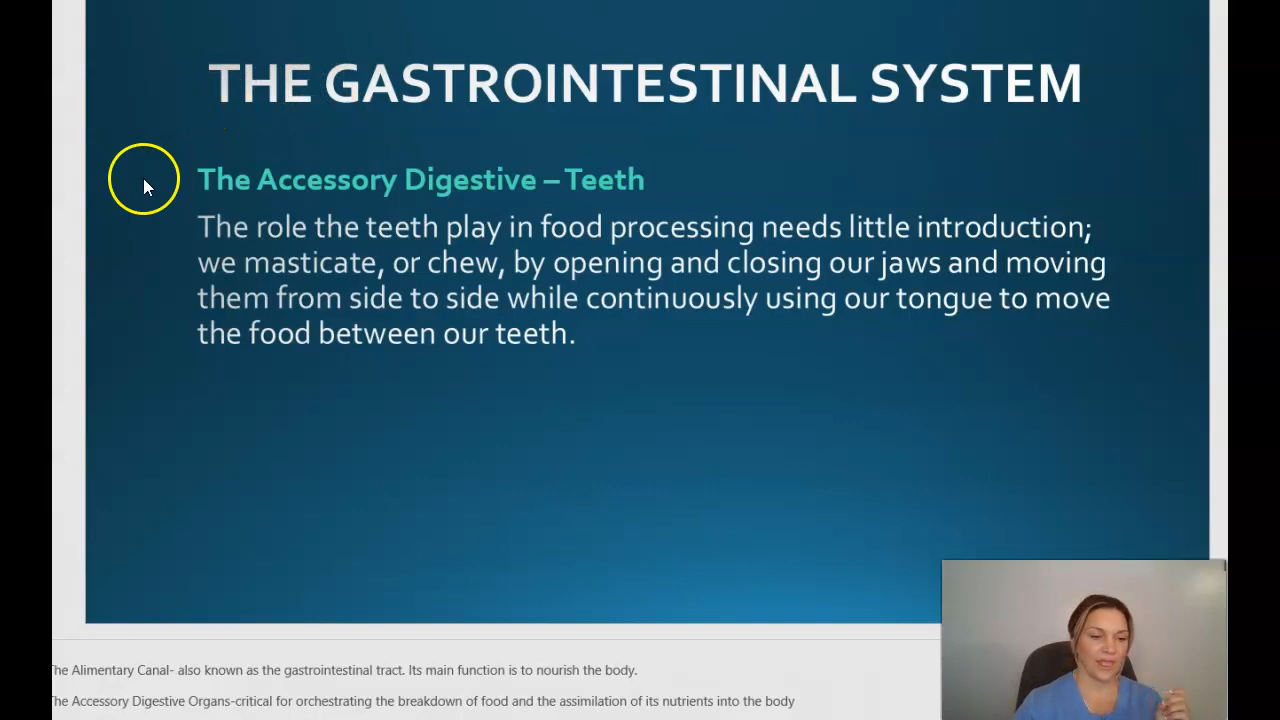 THE GASTROINTESTINAL SYSTEM
The Accessory Digestive – Teeth
The role the teeth play in food processing needs little introduction;
we masticate, or chew, by opening and closing our jaws and moving
them from side to side while continuously using our tongue to move
the food between our teeth.
The Alimentary Canal- also known as the gastrointestinal tract. Its main function is to nourish the body.
The Accessory Digestive Organs-critical for orchestrating the breakdown of food and the assimilation of its nutrients into the body